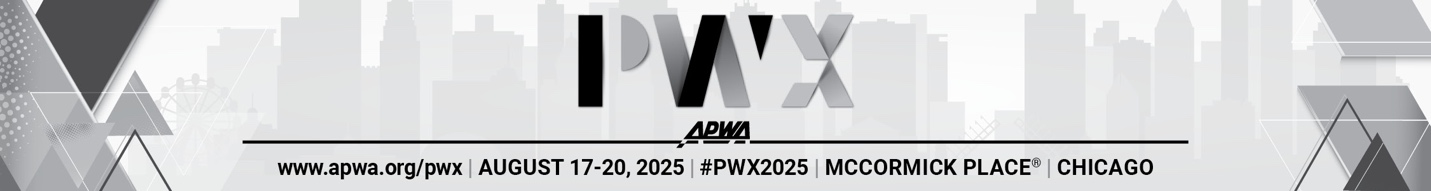 PWX
APWA
www.apwa.org/pwx | AUGUST 17-20, 2025 | #PWX2025 | MCCORMICK PLACE® | CHICAGO